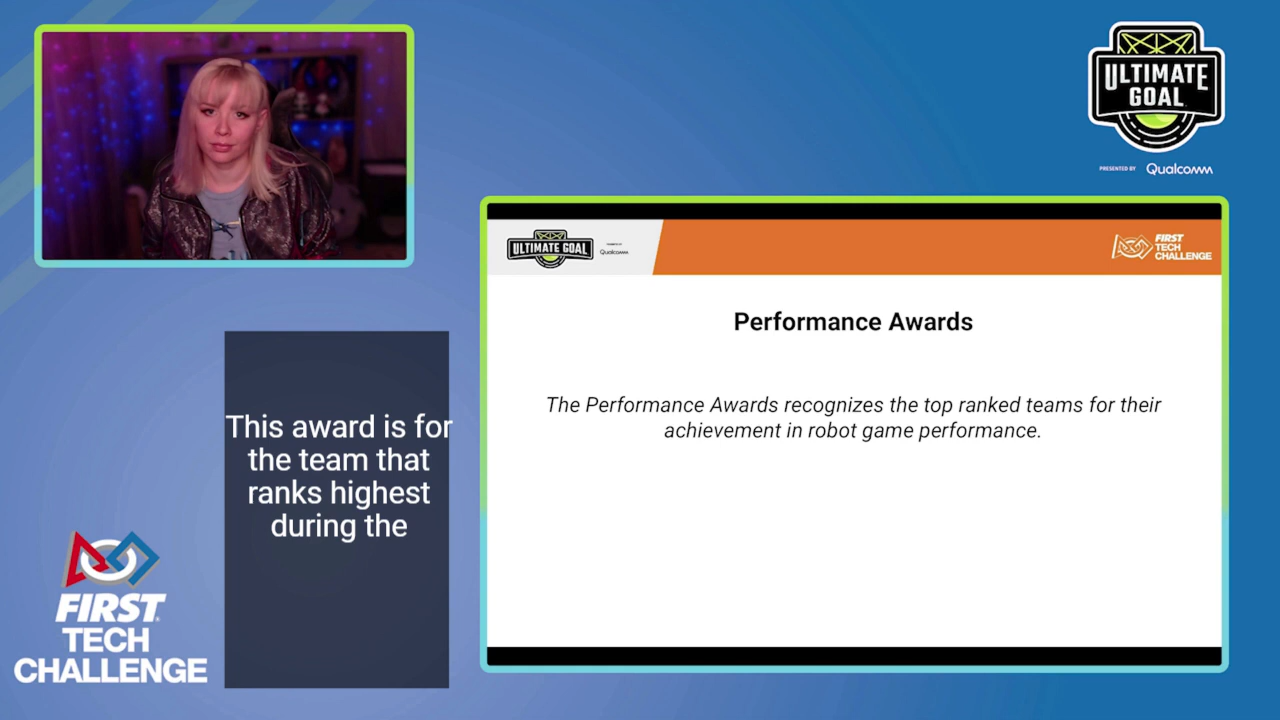 ULTIMATE
GOAL
PRESENTED BY Qualcomm
ULTIMATE GOAL
Qualcomm
FIRST
TECH
CHALLENGE
Performance Awards
The Performance Awards recognizes the top ranked teams for their
achievement in robot game performance.
This award is for
the team that
ranks highest
during the
FIRST
TECH
CHALLENGE